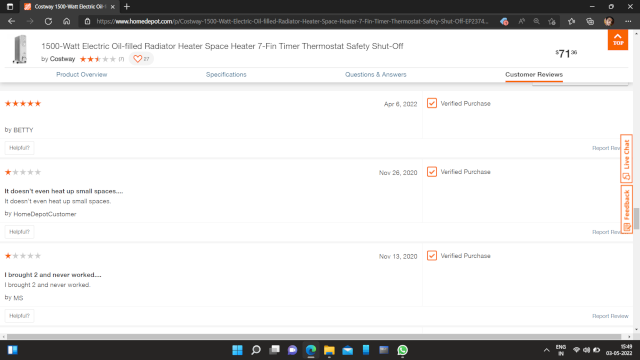 Costway 1500-Watt Electric Oil-fi
https://www.homedepot.com/p/Costway-1500-Watt-Electric-Oil-filled-Radiator-Heater-Space-Heater-7-Fin-Timer-Thermostat-Safety-Shut-Off-EP2374...
1500-Watt Electric Oil-filled Radiator Heater Space Heater 7-Fin Timer Thermostat Safety Shut-Off
by Costway (7) 27
$71.36
TOP
Product Overview Specifications Questions & Answers Customer Reviews
Apr 6, 2022 Verified Purchase
by BETTY
Helpful? Report Rev
Nov 26, 2020 Verified Purchase
It doesn't even heat up small spaces....
It doesn't even heat up small spaces.
by HomeDepotCustomer
Helpful? Report Rev
Nov 13, 2020 Verified Purchase
I brought 2 and never worked....
I brought 2 and never worked.
by MS
Helpful? Report Review
Live Chat
Feedback
ENG
IN
15:49
03-05-2022